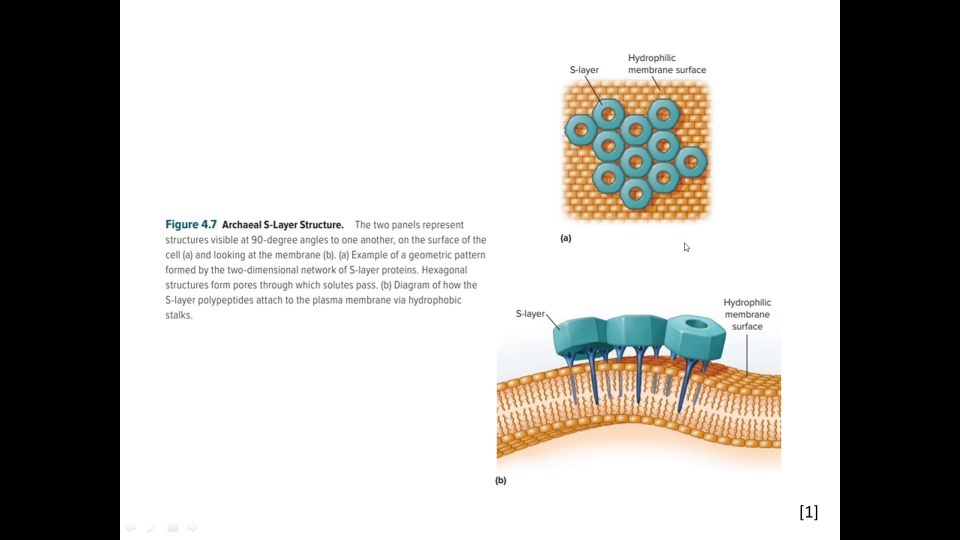 Hydrophilic
S-layer membrane surface
(a)
Figure 4.7 Archaeal S-Layer Structure. The two panels represent
structures visible at 90-degree angles to one another, on the surface of the
cell (a) and looking at the membrane (b). (a) Example of a geometric pattern
formed by the two-dimensional network of S-layer proteins. Hexagonal
structures form pores through which solutes pass. (b) Diagram of how the
S-layer polypeptides attach to the plasma membrane via hydrophobic
stalks.
S-layer
Hydrophilic
membrane
surface
(b)
[1]